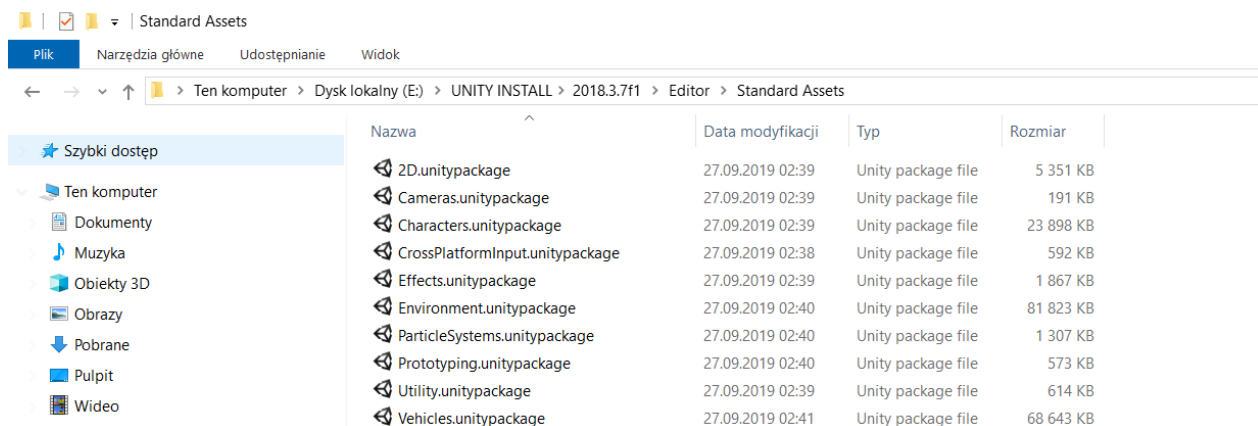 Standard Assets
Plik Narzędzia główne Udostępnianie Widok
Ten komputer > Dysk lokalny (E:) > UNITY INSTALL > 2018.3.7f1 > Editor > Standard Assets
Nazwa Data modyfikacji Typ Rozmiar
Szybki dostęp
Ten komputer
Dokumenty
Muzyka
Obiekty 3D
Obrazy
Pobrane
Pulpit
Wideo
2D.unitypackage 27.09.2019 02:39 Unity package file 5 351 KB
Cameras.unitypackage 27.09.2019 02:39 Unity package file 191 KB
Characters.unitypackage 27.09.2019 02:39 Unity package file 23 898 KB
CrossPlatformInput.unitypackage 27.09.2019 02:38 Unity package file 592 KB
Effects.unitypackage 27.09.2019 02:39 Unity package file 1 867 KB
Environment.unitypackage 27.09.2019 02:40 Unity package file 81 823 KB
ParticleSystems.unitypackage 27.09.2019 02:40 Unity package file 1 307 KB
Prototyping.unitypackage 27.09.2019 02:40 Unity package file 573 KB
Utility.unitypackage 27.09.2019 02:39 Unity package file 614 KB
Vehicles.unitypackage 27.09.2019 02:41 Unity package file 68 643 KB